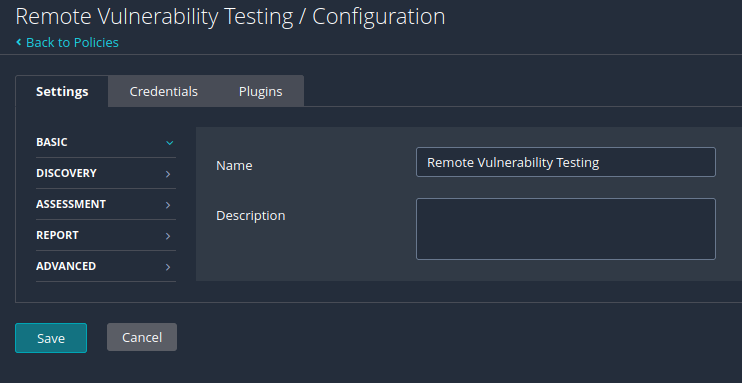 Remote Vulnerability Testing / Configuration
Back to Policies
Settings Credentials Plugins
BASIC
DISCOVERY
ASSESSMENT
REPORT
ADVANCED
Name Remote Vulnerability Testing
Description
Save Cancel